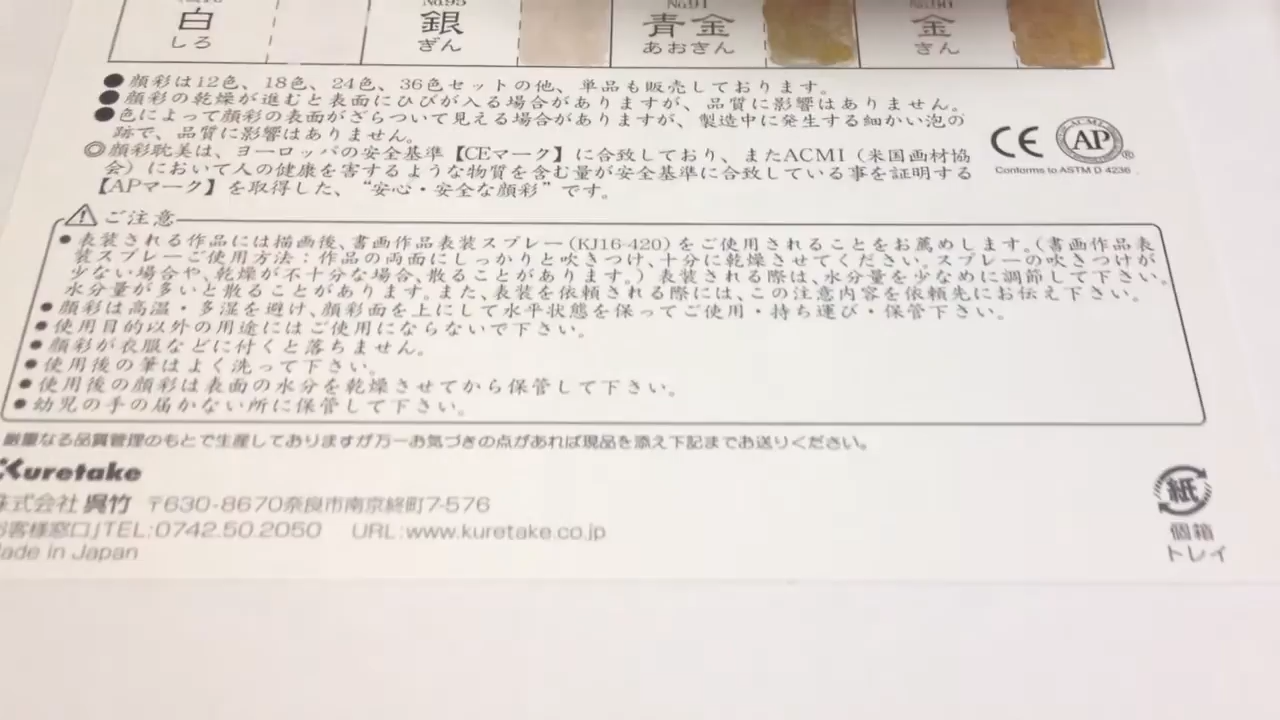 No.95 No.91 No.90
白 銀 青金 金
しろ ぎん あおきん きん
●顔彩は12色、18色、24色、36色セットの他、単品も販売しております。
●顔彩の乾燥が進むと表面にひびが入る場合がありますが、品質に影響はありません。
●色によって顔彩の表面がざらついて見える場合がありますが、製造中に発生する細かい泡の
跡で、品質に影響はありません。
◎顔彩耽美は、ヨーロッパの安全基準【CEマーク】に合致しており、またACMI（米国画材協
会）において人の健康を害するような物質を含む量が安全基準に合致している事を証明する
【APマーク】を取得した、“安心・安全な顔彩”です。
CE ACMI AP ®
Conforms to ASTM D 4236
ご注意
●表装される作品には描画後、書画作品表装スプレー(KJ16-420)をご使用されることをお薦めします。(書画作品表
装スプレーご使用方法：作品の両面にしっかりと吹きつけ、十分に乾燥させてください。スプレーの吹きつけが
少ない場合や、乾燥が不十分な場合、散ることがあります。) 表装される際は、水分量を少なめに調節して下さい。
水分量が多いと散ることがあります。また、表装を依頼される際には、この注意内容を依頼先にお伝え下さい。
●顔彩は高温・多湿を避け、顔彩面を上にして水平状態を保ってご使用・持ち運び・保管下さい。
●使用目的以外の用途にはご使用にならないで下さい。
●顔彩が衣服などに付くと落ちません。
●使用後の筆はよく洗って下さい。
●使用後の顔彩は表面の水分を乾燥させてから保管して下さい。
●幼児の手の届かない所に保管して下さい。
厳重なる品質管理のもとで生産しておりますが万一お気づきの点があれば現品を添え下記までお送りください。
Kuretake
株式会社 呉竹 〒630-8670奈良市南京終町7-576
お客様窓口」TEL:0742.50.2050 URL:www.kuretake.co.jp
ade in Japan
紙
個箱
トレイ